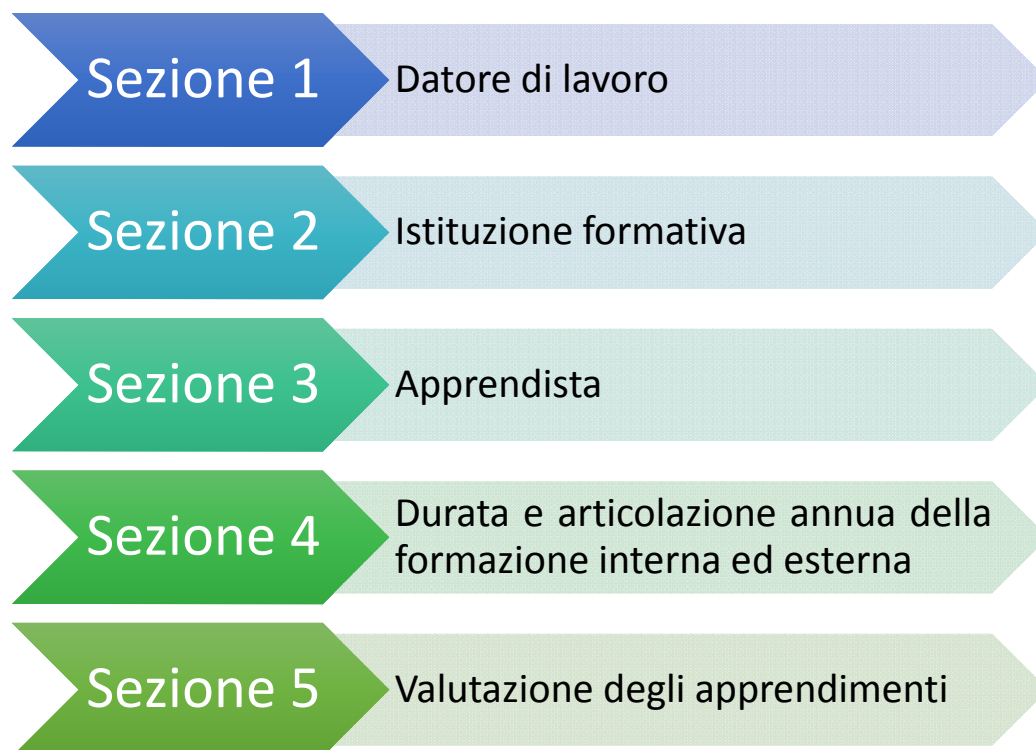 Sezione 1
Datore di lavoro
Sezione 2
Istituzione formativa
Sezione 3
Apprendista
Sezione 4
Durata e articolazione annua della
formazione interna ed esterna
Sezione 5
Valutazione degli apprendimenti